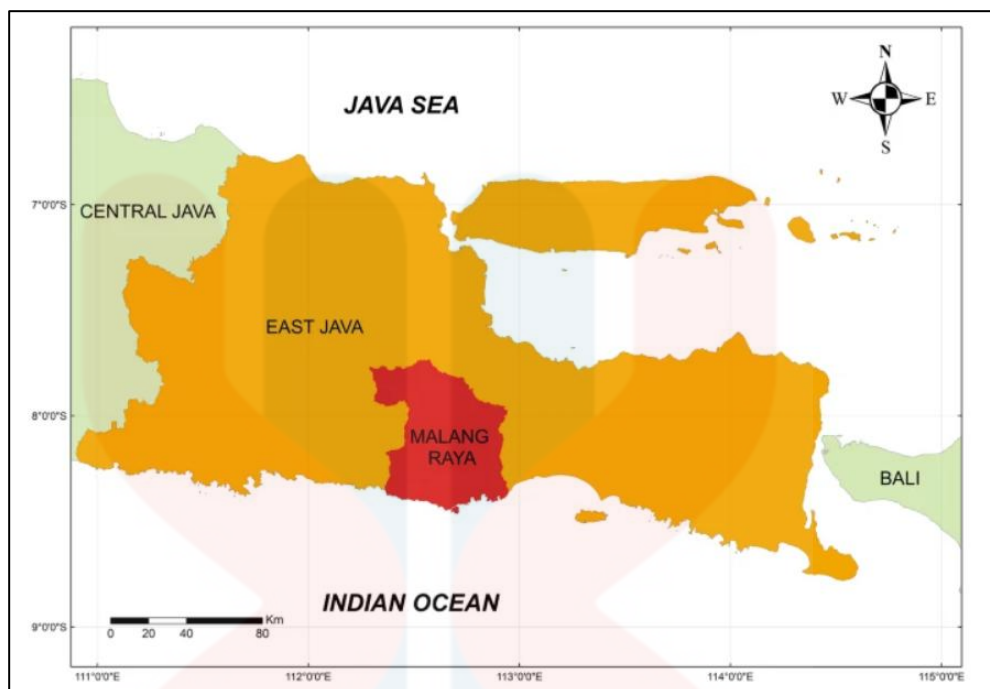 N
JAVA SEA
W E
S
7°0'0"S
CENTRAL JAVA
EAST JAVA
8°0'0"S
MALANG
RAYA
BALI
INDIAN OCEAN
Km
0 20 40 80
9°0'0"S
111°0'0"E 112°0'0"E 113°0'0"E 114°0'0"E 115°0'0"E